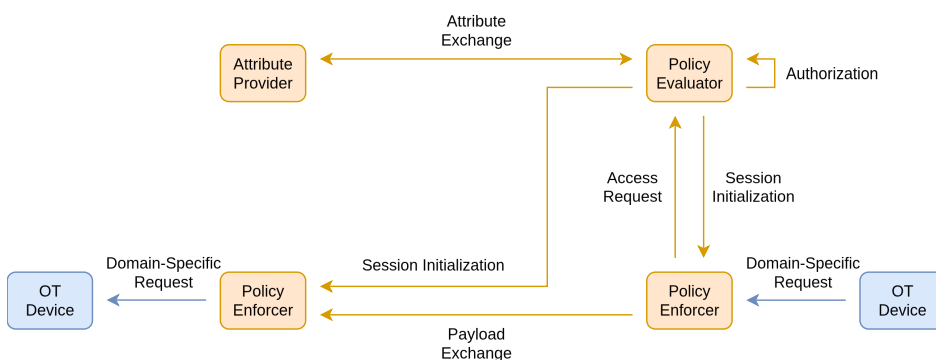 Attribute
Exchange
Attribute
Provider
Policy
Evaluator
Authorization
Access
Request
Session
Initialization
Domain-Specific
Request
Session Initialization
Domain-Specific
Request
OT
Device
Policy
Enforcer
Policy
Enforcer
OT
Device
Payload
Exchange